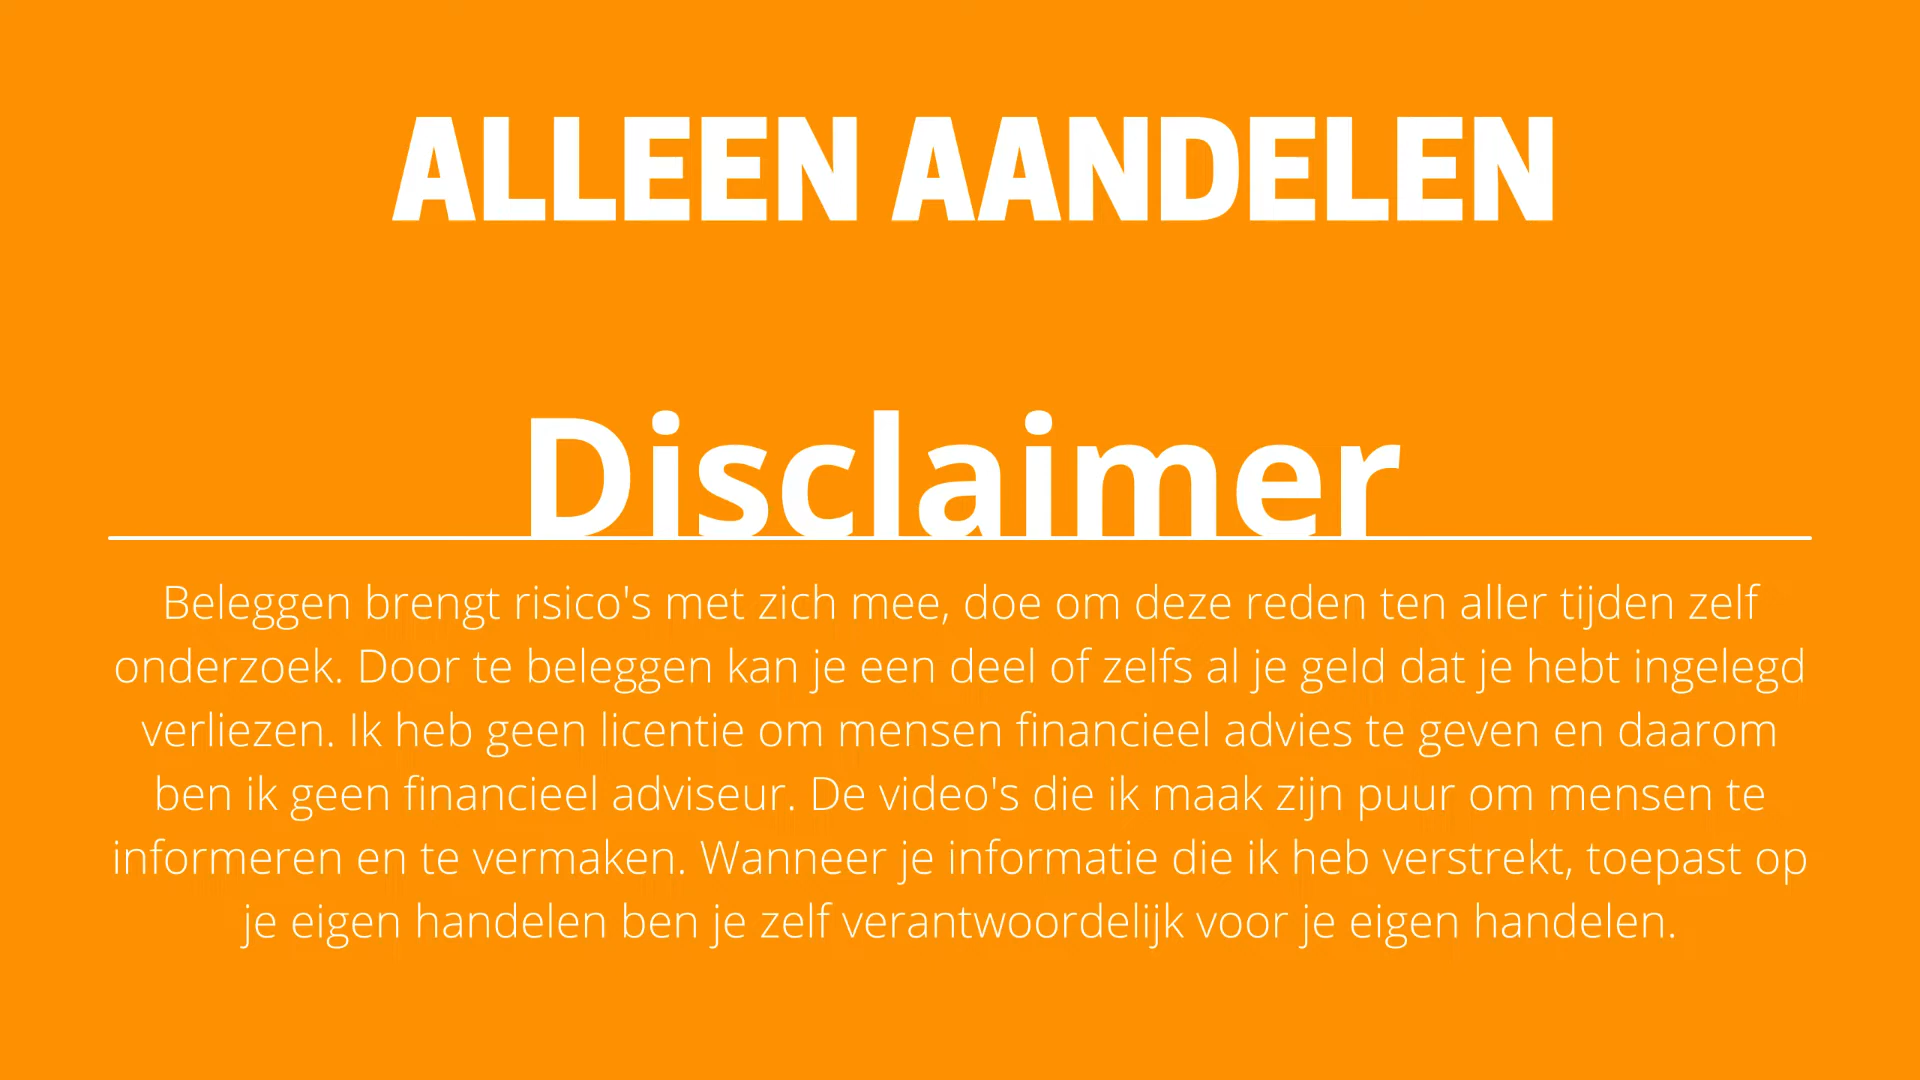 ALLEEN AANDELEN
Disclaimer
Beleggen brengt risico's met zich mee, doe om deze reden ten aller tijden zelf
onderzoek. Door te beleggen kan je een deel of zelfs al je geld dat je hebt ingelegd
verliezen. Ik heb geen licentie om mensen financieel advies te geven en daarom
ben ik geen financieel adviseur. De video's die ik maak zijn puur om mensen te
informeren en te vermaken. Wanneer je informatie die ik heb verstrekt, toepast op
je eigen handelen ben je zelf verantwoordelijk voor je eigen handelen.